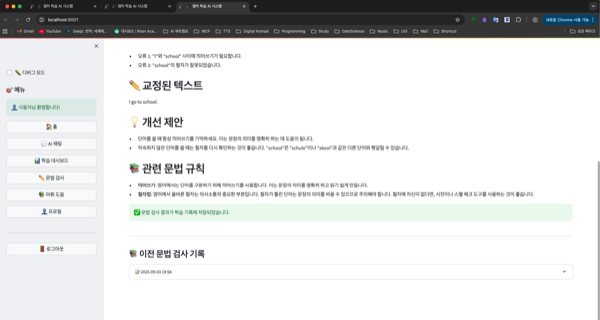 영어 학습 AI 시스템
영어 학습 AI 시스템
영어 학습 AI 시스템
localhost:8501
새로운 Chrome 사용 가능
Gmail
YouTube
AI 부트캠프
MCP
TTS
Digital Nomad
Programming
Study
DataScience
Music
Util
MoI
Shortcut
모든 북마크
디버그 모드
메뉴
사용자님 환영합니다!
홈
AI 채팅
학습 대시보드
문법 검사
어휘 도움
프로필
로그아웃
오류 1: "I"와 "school" 사이에 띄어쓰기가 필요합니다.
오류 2: "school"의 철자가 잘못되었습니다.
교정된 텍스트
I go to school.
개선 제안
단어를 쓸 때 항상 띄어쓰기를 기억하세요. 이는 문장의 의미를 명확히 하는 데 도움이 됩니다.
익숙하지 않은 단어를 쓸 때는 철자를 다시 확인하는 것이 좋습니다. "school"은 "schule"이나 "skool"과 같은 다른 단어와 헷갈릴 수 있습니다.
관련 문법 규칙
띄어쓰기: 영어에서는 단어를 구분하기 위해 띄어쓰기를 사용합니다. 이는 문장의 의미를 명확히 하고 읽기 쉽게 만듭니다.
철자법: 영어에서 올바른 철자는 의사소통의 중요한 부분입니다. 철자가 틀린 단어는 문장의 의미를 바꿀 수 있으므로 주의해야 합니다. 철자에 자신이 없다면, 사전이나 스펠 체크 도구를 사용하는 것이 좋습니다.
문법 검사 결과가 학습 기록에 저장되었습니다.
이전 문법 검사 기록
2025-09-03 19:58